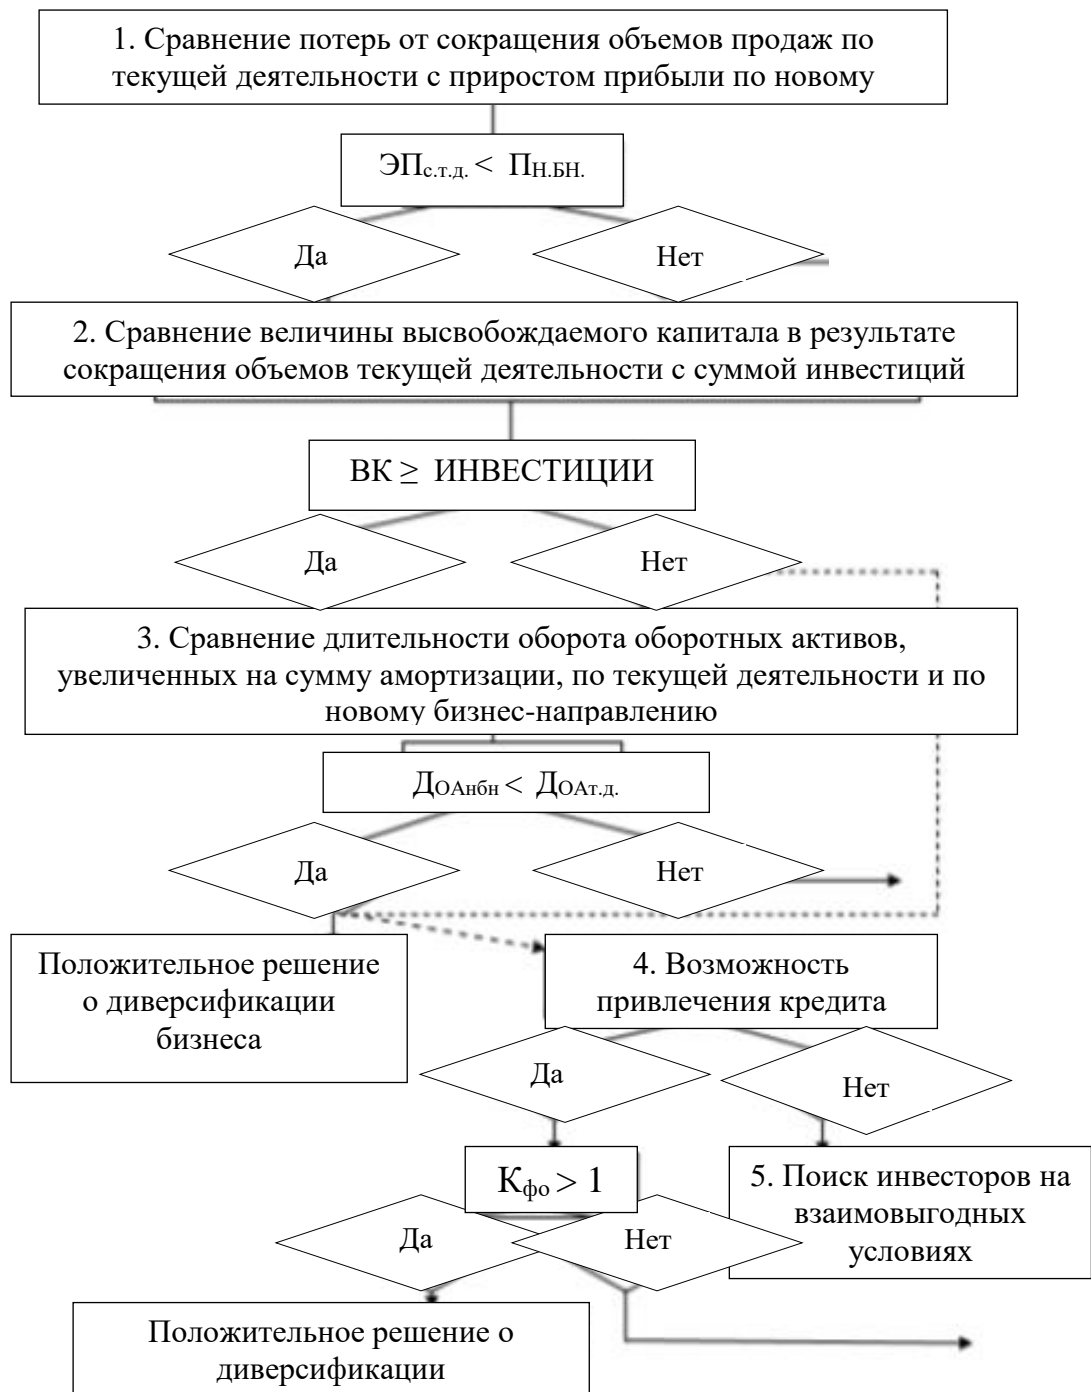 1. Сравнение потерь от сокращения объемов продаж по
текущей деятельности с приростом прибыли по новому
ЭПс.т.д. < ПН.БН.
Да
Нет
2. Сравнение величины высвобождаемого капитала в результате
сокращения объемов текущей деятельности с суммой инвестиций
ВК ≥ ИНВЕСТИЦИИ
Да
Нет
3. Сравнение длительности оборота оборотных активов,
увеличенных на сумму амортизации, по текущей деятельности и по
новому бизнес-направлению
ДОАнбн < ДОАт.д.
Да
Нет
Положительное решение
о диверсификации
бизнеса
4. Возможность
привлечения кредита
Да
Нет
Кфо > 1
5. Поиск инвесторов на
взаимовыгодных
условиях
Да
Нет
Положительное решение о
диверсификации